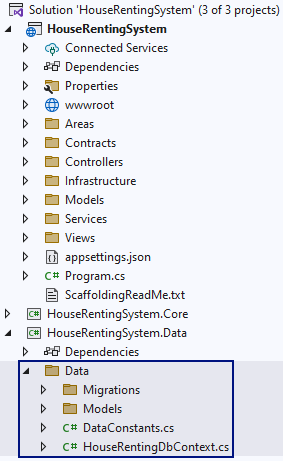 Solution 'HouseRentingSystem' (3 of 3 projects)
HouseRentingSystem
Connected Services
Dependencies
Properties
wwwroot
Areas
Contracts
Controllers
Infrastructure
Models
Services
Views
appsettings.json
C# Program.cs
ScaffoldingReadMe.txt
C# HouseRentingSystem.Core
C# HouseRentingSystem.Data
Dependencies
Data
Migrations
Models
C# DataConstants.cs
C# HouseRentingDbContext.cs